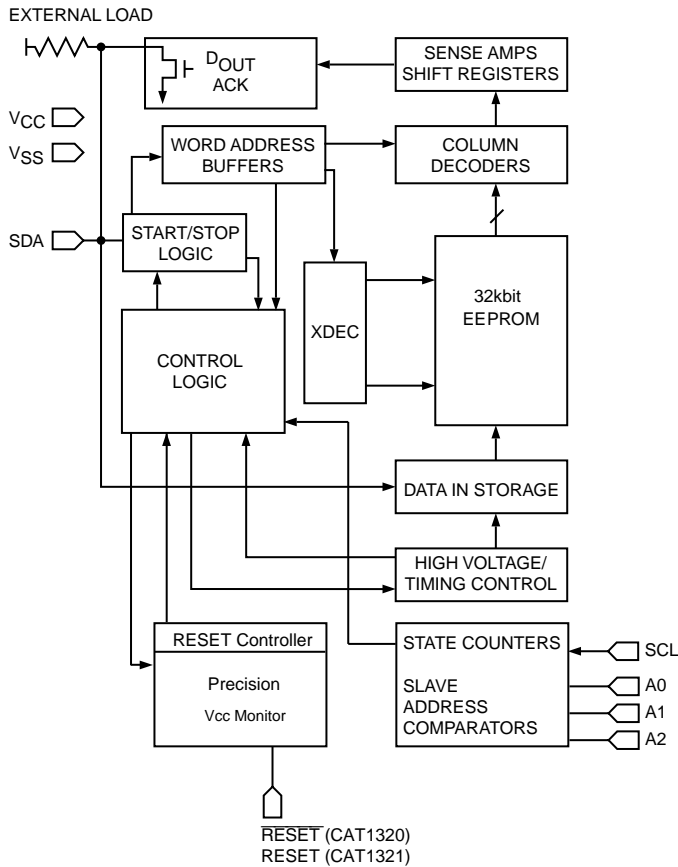 EXTERNAL LOAD
DOUT
ACK
SENSE AMPS
SHIFT REGISTERS
VCC
VSS
WORD ADDRESS
BUFFERS
COLUMN
DECODERS
SDA
START/STOP
LOGIC
XDEC
32kbit
EEPROM
CONTROL
LOGIC
DATA IN STORAGE
HIGH VOLTAGE/
TIMING CONTROL
RESET Controller
Precision
Vcc Monitor
STATE COUNTERS
SLAVE
ADDRESS
COMPARATORS
SCL
A0
A1
A2
RESET (CAT1320)
RESET (CAT1321)